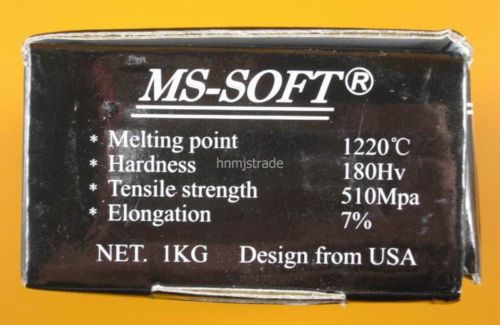 MS-SOFT®
* Melting point 1220℃
hnmjstrade
* Hardness 180Hv
* Tensile strength 510Mpa
* Elongation 7%
NET. 1KG Design from USA